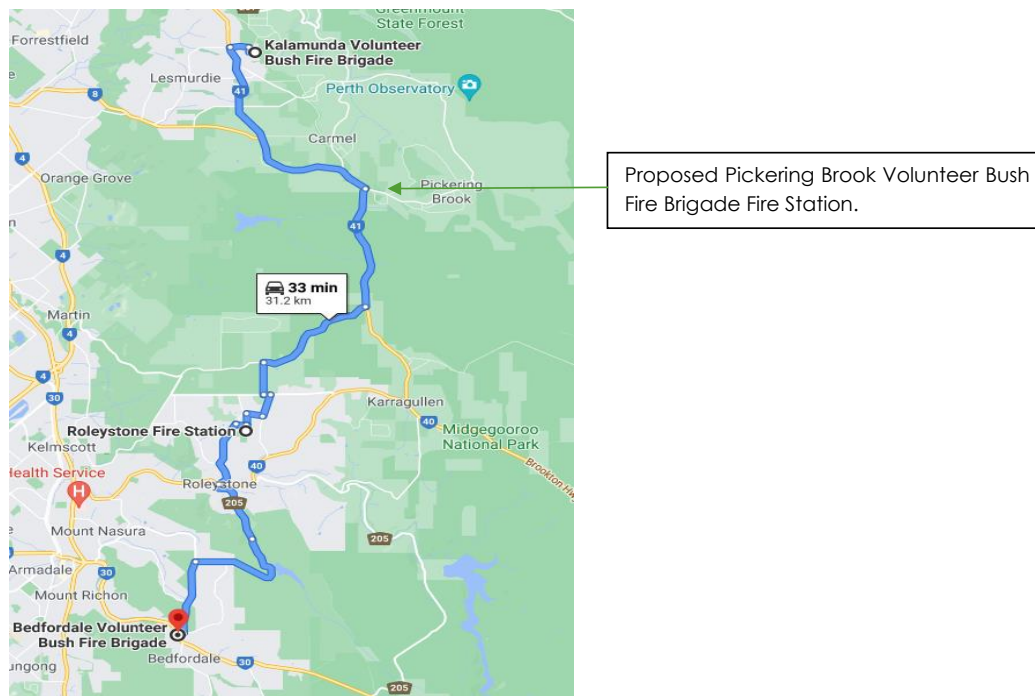 Greenmount
State Forest
Forrestfield
Kalamunda Volunteer
Bush Fire Brigade
Lesmurdie
41
Perth Observatory
8
Carmel
4
Orange Grove
Pickering
Brook
41
4
33 min
31.2 km
Martin
4
4
30
Karragullen
Roleystone Fire Station
40
Midgegooroo
National Park
Kelmscott
Health Service
H
40
Brookton Hwy
Roleystone
205
Mount Nasura
205
Armadale
30
Mount Richon
Bedfordale Volunteer
Bush Fire Brigade
Bedfordale
30
ungong
205
Proposed Pickering Brook Volunteer Bush
Fire Brigade Fire Station.